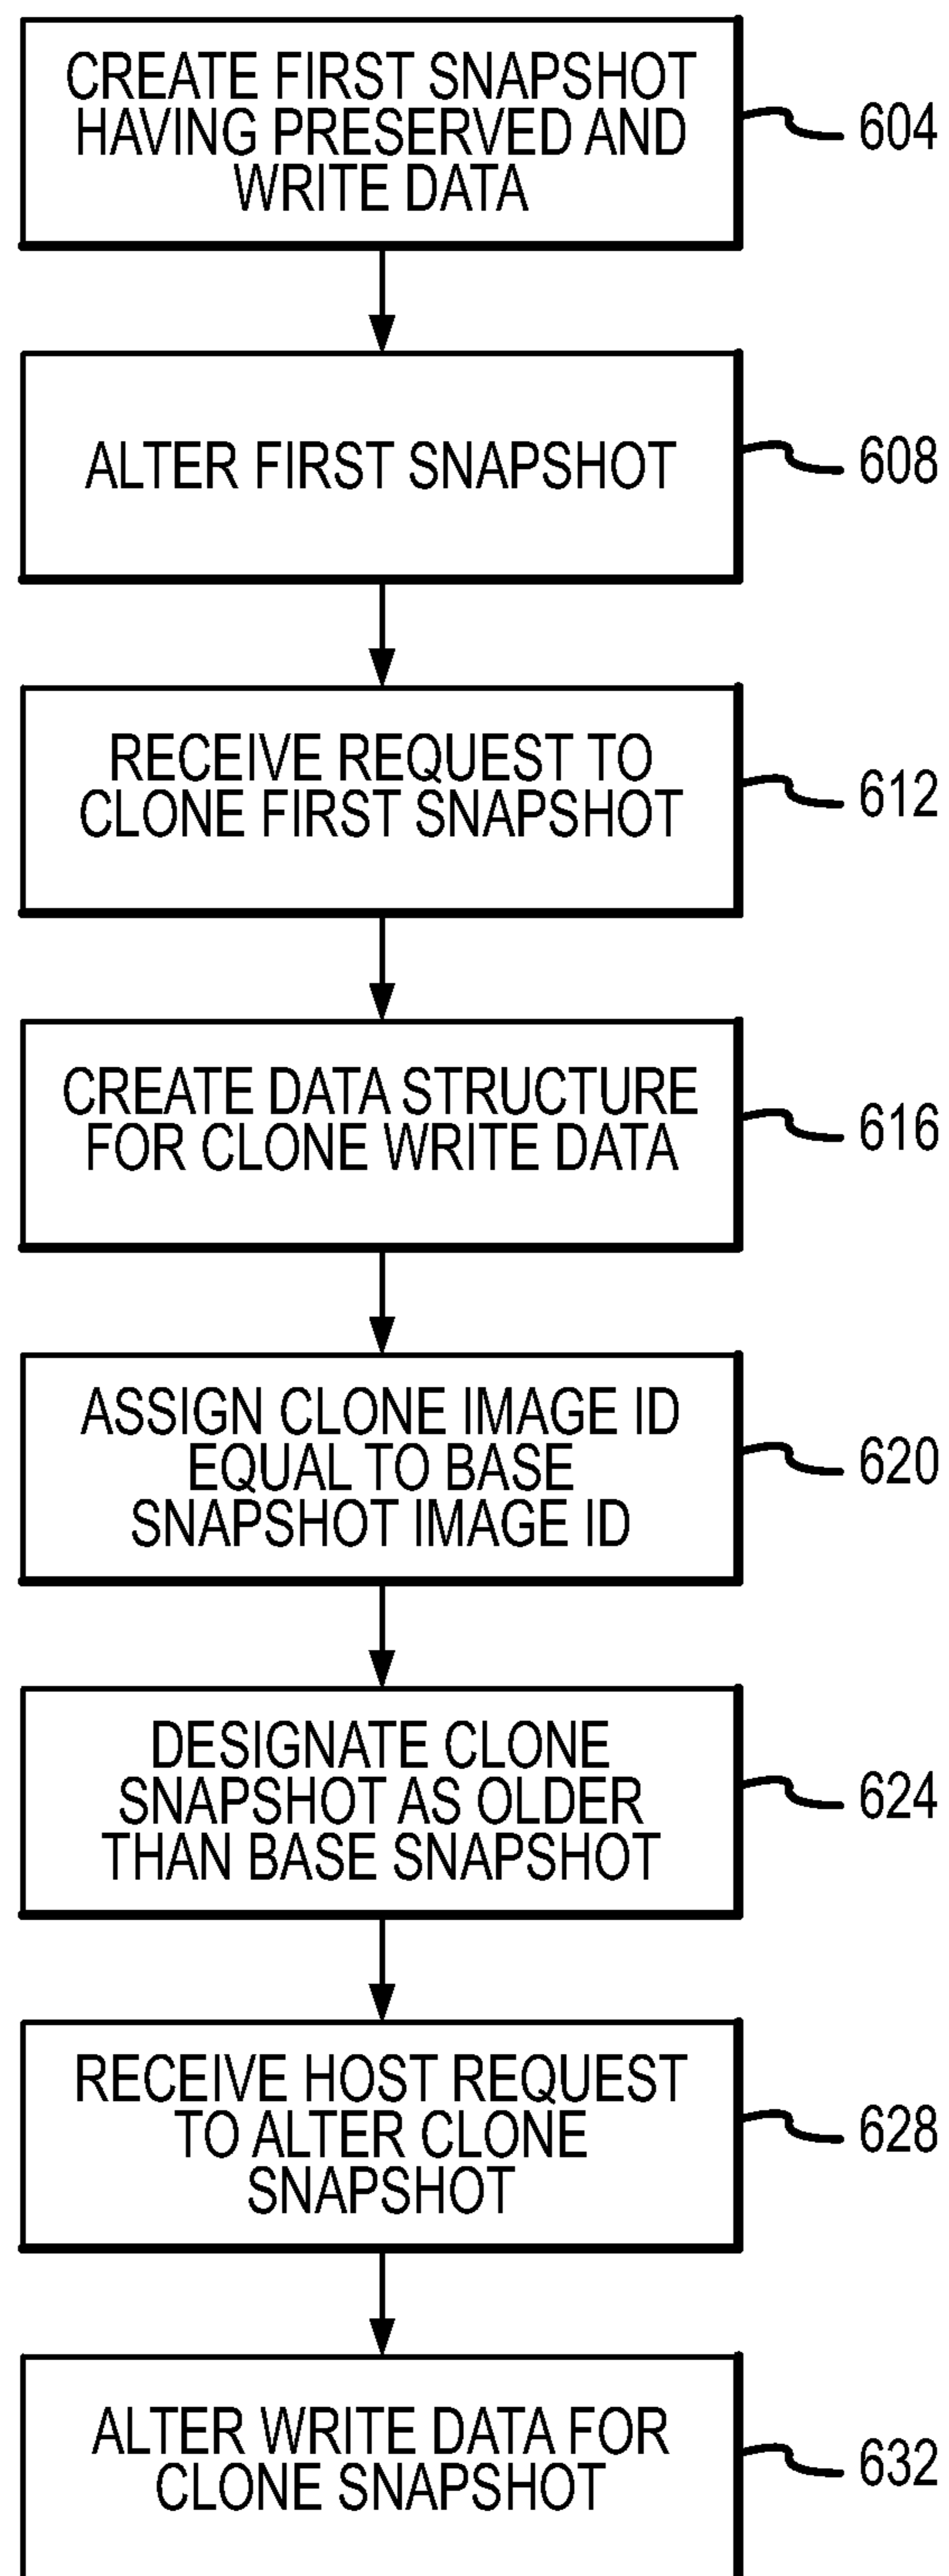 CREATE FIRST SNAPSHOT
HAVING PRESERVED AND
WRITE DATA
604
ALTER FIRST SNAPSHOT
608
RECEIVE REQUEST TO
CLONE FIRST SNAPSHOT
612
CREATE DATA STRUCTURE
FOR CLONE WRITE DATA
616
ASSIGN CLONE IMAGE ID
EQUAL TO BASE
SNAPSHOT IMAGE ID
620
DESIGNATE CLONE
SNAPSHOT AS OLDER
THAN BASE SNAPSHOT
624
RECEIVE HOST REQUEST
TO ALTER CLONE
SNAPSHOT
628
ALTER WRITE DATA FOR
CLONE SNAPSHOT
632